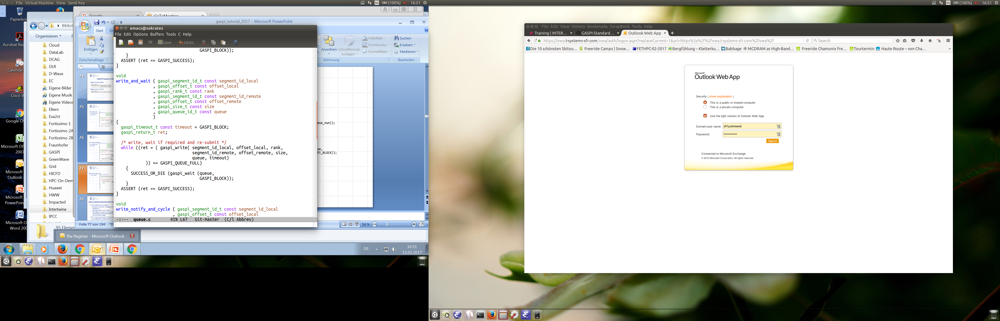 File Virtual Machine View Send Key
De (100%) 16:51
Papierkor
Acrobat Rea
Calendar
Cisco V
Google Ch
Microsoft Of
2007
Microsoft
Outlook
Microsoft
PowerPoin
Microsoft O
Word 200
Bibliot
Organisieren
Cloud
DataLab
DCAG
DLR
D-Wave
EC
Eigene Bilder
Eigene Musik
Eigene Videos
Eltern
Exa2ct
Fortissimo 1
Fortissimo 2A
Fortissimo 2B
Fraunhofer
GASPI
GreenWave
Grid
HICFD
HPC-On-Dem
Huawei
HWW
Impacted
Intertwine
IPCC
95 Elemen
Google
GoToMeeting
gaspi_tutorial_2017 - Microsoft PowerPoint
Start Ein
Einfügen
Zwischenablage
Anordnen
Schnellformat-
vorlagen
Fülleffekt
Formkontur
Formeffekte
Zeichnung
Suchen
Ersetzen
Markieren
Bearbeiten
74
GASPI Queue Util
75
76
77
78
Data Synchronization By No
eue_num));
ue,
PI_BLOCK));
Folie 77 von 194
58 %
emacs@sokrates
File Edit Options Buffers Tools C Help
Save Undo
GASPI_BLOCK));
}
ASSERT (ret == GASPI_SUCCESS);
}
void
write_and_wait ( gaspi_segment_id_t const segment_id_local
, gaspi_offset_t const offset_local
, gaspi_rank_t const rank
, gaspi_segment_id_t const segment_id_remote
, gaspi_offset_t const offset_remote
, gaspi_size_t const size
, gaspi_queue_id_t const queue
)
{
gaspi_timeout_t const timeout = GASPI_BLOCK;
gaspi_return_t ret;
/* write, wait if required and re-submit */
while ((ret = ( gaspi_write( segment_id_local, offset_local, rank,
segment_id_remote, offset_remote, size,
queue, timeout)
)) == GASPI_QUEUE_FULL)
{
SUCCESS_OR_DIE (gaspi_wait (queue,
GASPI_BLOCK));
}
ASSERT (ret == GASPI_SUCCESS);
}
void
write_notify_and_cycle ( gaspi_segment_id_t const segment_id_local
, gaspi_offset_t const offset_local
-:--- queue.c 41% L67 Git-master (C/l Abbrev)
The Register - Microsoft Outlook
DE
16:51
13.02.2017
De (100%) 16:51
File Edit View History Bookmarks ScrapBook Tools Help
Training | INTER...
GASPI-Standard...
Outlook Web App
https://owa.t-systems-sfr.com/owa/auth/logon.aspx?replaceCurrent=1&url=https%3a%2f%2fowa.t-systems-sfr.com%2fowa%2f
Search
Die 10 schönsten Skitou...
Freeride Camps | Snow...
FETHPC-02-2017
Bergfühlung – Kletterku...
Babbage
MCDRAM as High-Band...
Freeride Chamonix Fre...
Tourtermin
Haute Route – von Cha...
Microsoft
Outlook Web App
Security ( show explanation )
This is a public or shared computer
This is a private computer
Use the light version of Outlook Web App
Domain\user name: sfr\csimmend
Password: ••••••••••••
Sign in
Connected to Microsoft Exchange
© 2010 Microsoft Corporation. All rights reserved.